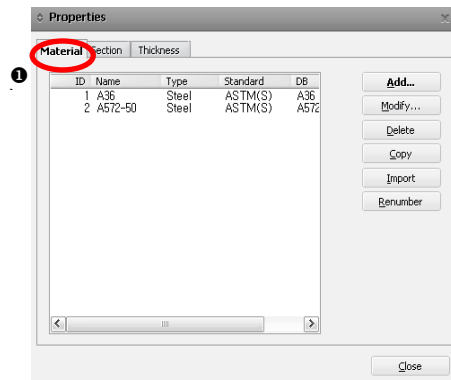 Properties
Material Section Thickness
❶
ID Name Type Standard DB
1 A36 Steel ASTM(S) A36
2 A572-50 Steel ASTM(S) A572
Add...
Modify...
Delete
Copy
Import
Renumber
Close